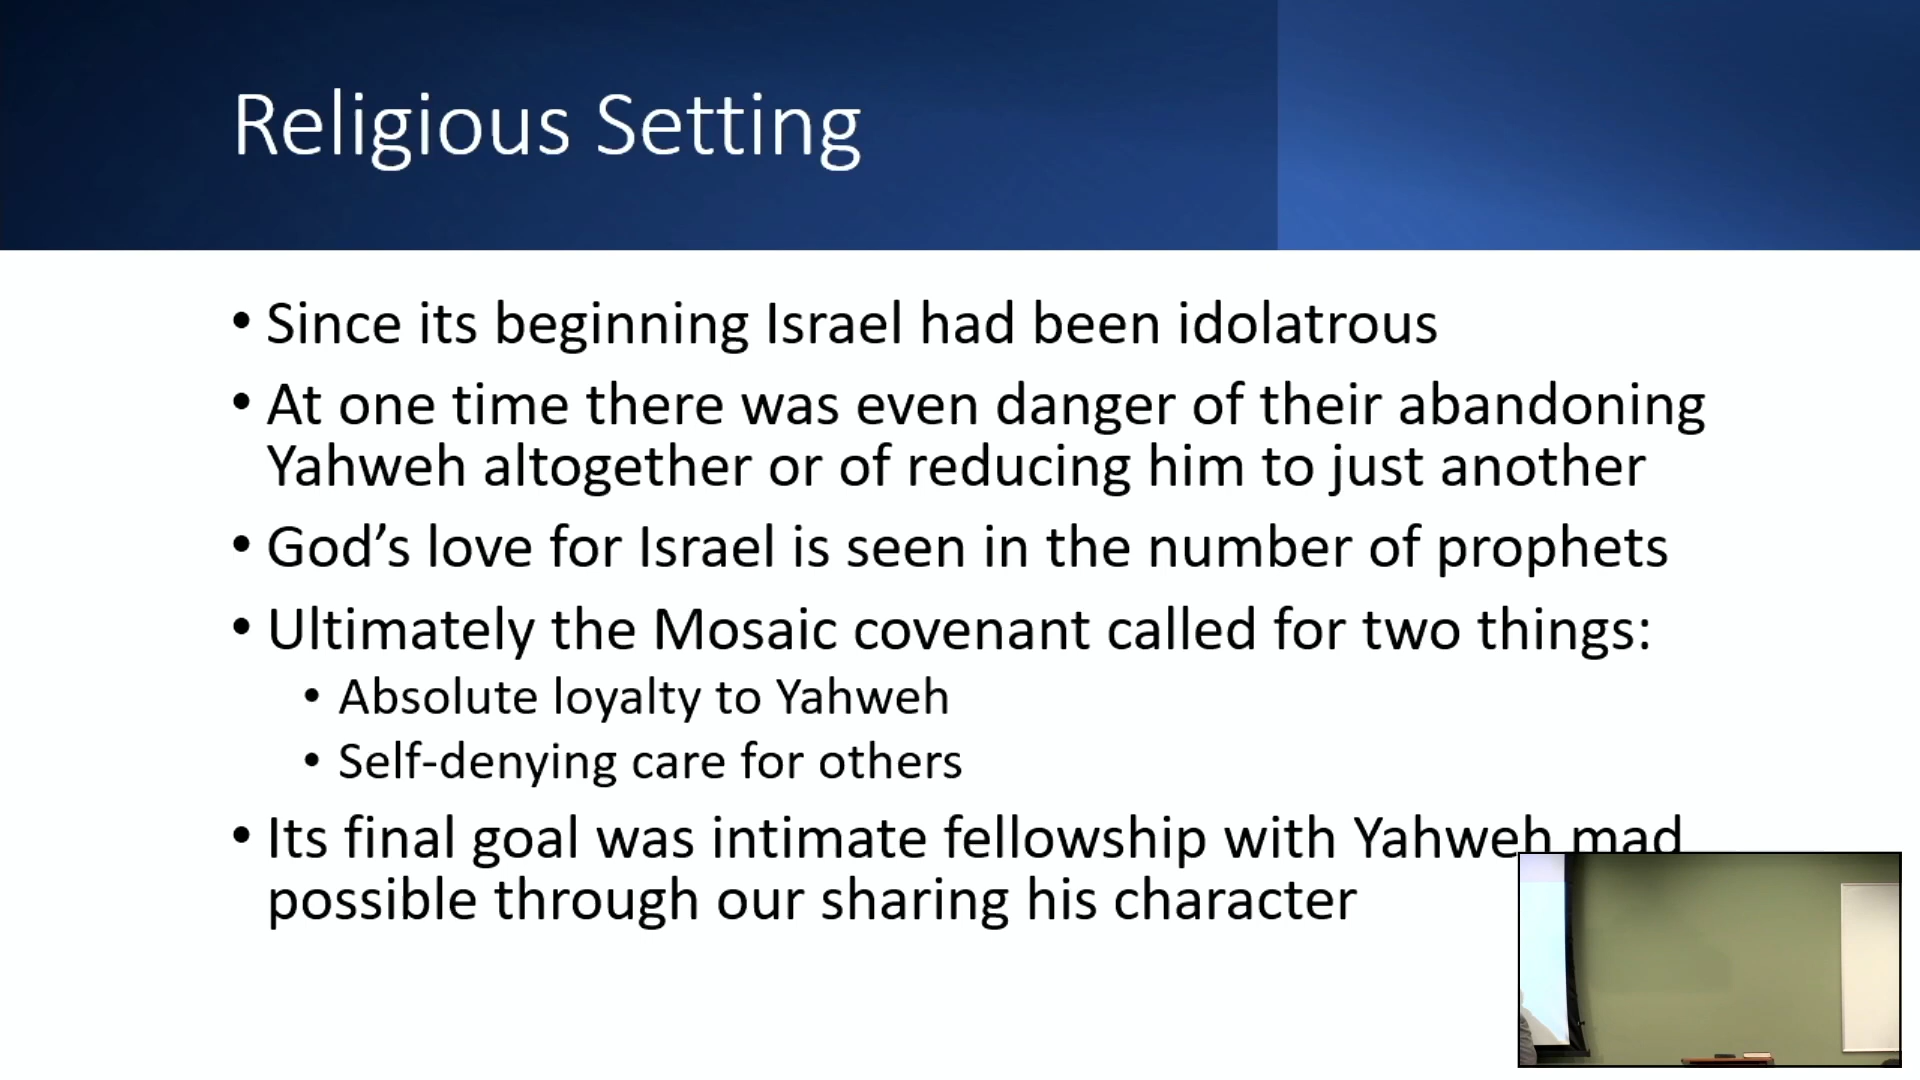 Religious Setting
• Since its beginning Israel had been idolatrous
• At one time there was even danger of their abandoning
Yahweh altogether or of reducing him to just another
• God’s love for Israel is seen in the number of prophets
• Ultimately the Mosaic covenant called for two things:
• Absolute loyalty to Yahweh
• Self-denying care for others
• Its final goal was intimate fellowship with Yahweh mad
possible through our sharing his character